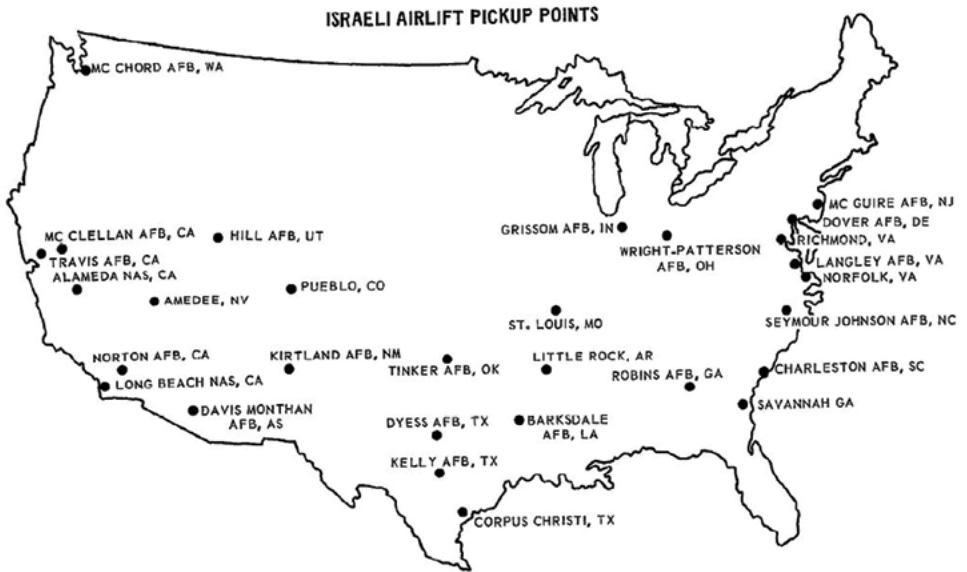 ISRAELI AIRLIFT PICKUP POINTS
MC CHORD AFB, WA
MC GUIRE AFB, NJ
DOVER AFB, DE
RICHMOND, VA
LANGLEY AFB, VA
NORFOLK, VA
GRISSOM AFB, IN
WRIGHT-PATTERSON
AFB, OH
MC CLELLAN AFB, CA
HILL AFB, UT
TRAVIS AFB, CA
ALAMEDA NAS, CA
AMEDEE, NV
PUEBLO, CO
ST. LOUIS, MO
SEYMOUR JOHNSON AFB, NC
NORTON AFB, CA
KIRTLAND AFB, NM
TINKER AFB, OK
LITTLE ROCK, AR
ROBINS AFB, GA
CHARLESTON AFB, SC
LONG BEACH NAS, CA
SAVANNAH GA
DAVIS MONTHAN
AFB, AS
DYESS AFB, TX
BARKSDALE
AFB, LA
KELLY AFB, TX
CORPUS CHRISTI, TX